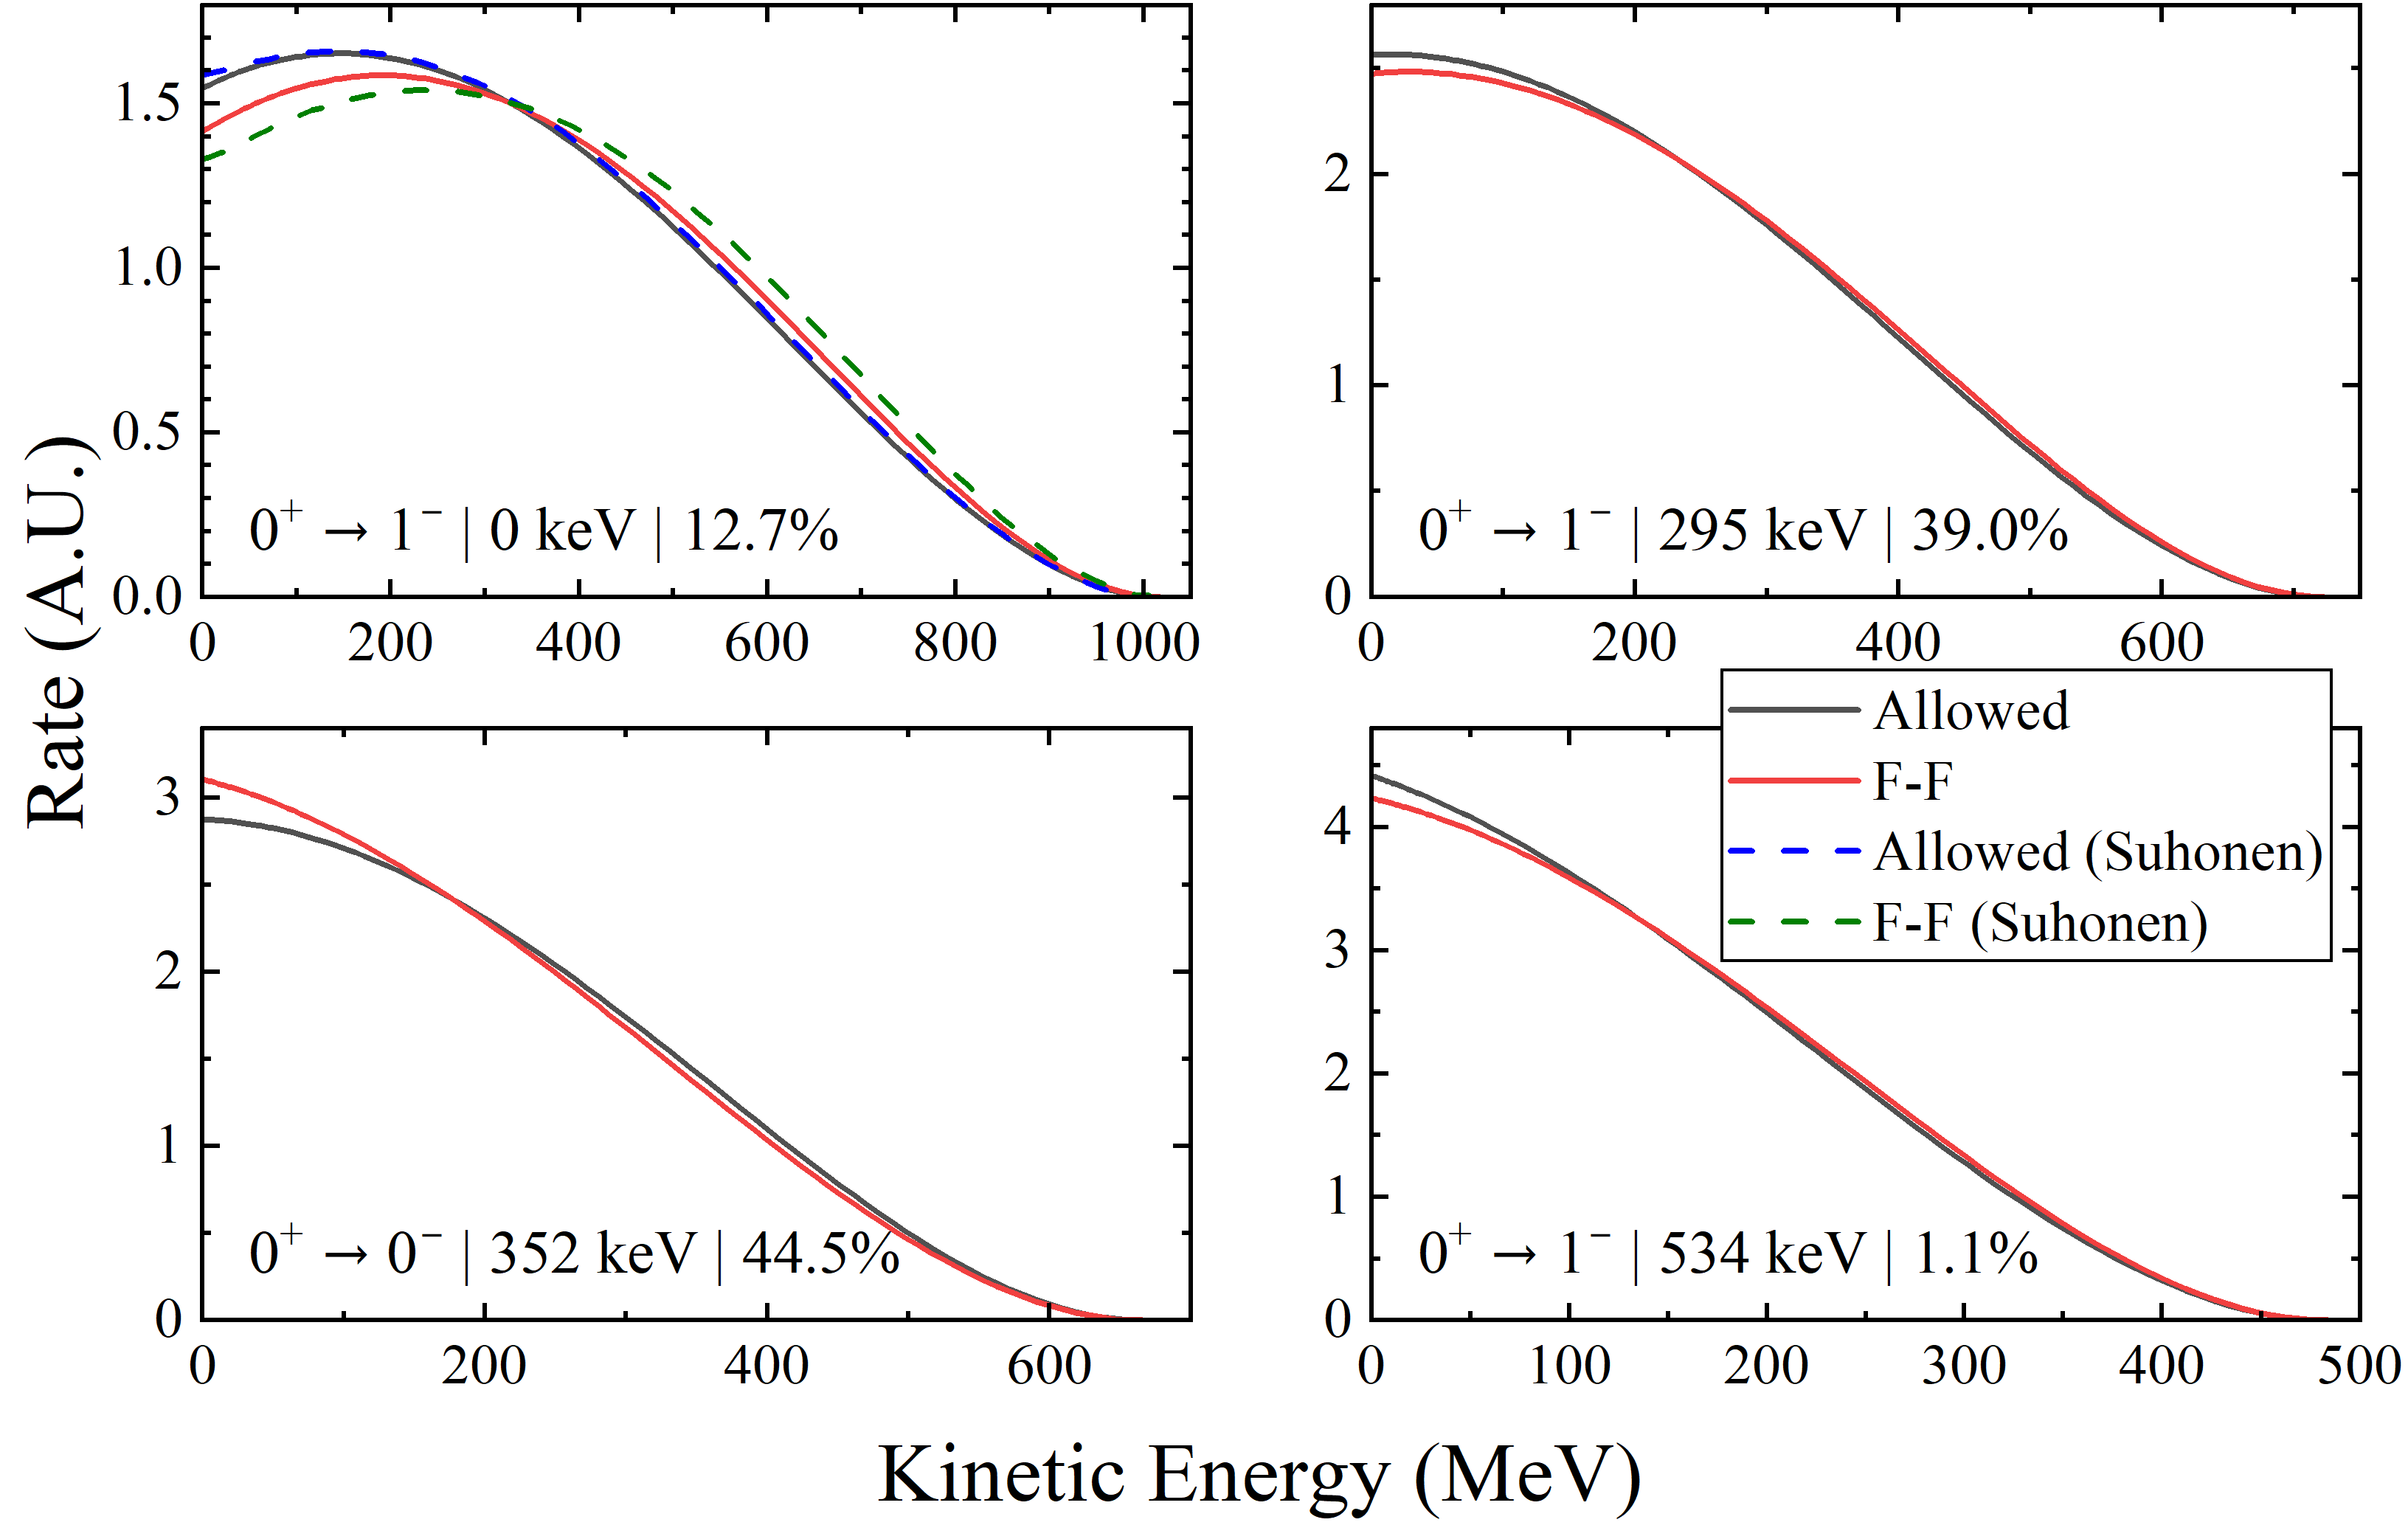 Rate (A.U.)
1.5
1.0
0.5
0.0
0⁺ → 1⁻ | 0 keV | 12.7%
0 200 400 600 800 1000
2
1
0
0⁺ → 1⁻ | 295 keV | 39.0%
0 200 400 600
Allowed
F-F
Allowed (Suhonen)
F-F (Suhonen)
3
2
1
0
0⁺ → 0⁻ | 352 keV | 44.5%
0 200 400 600
4
3
2
1
0
0⁺ → 1⁻ | 534 keV | 1.1%
0 100 200 300 400 500
Kinetic Energy (MeV)